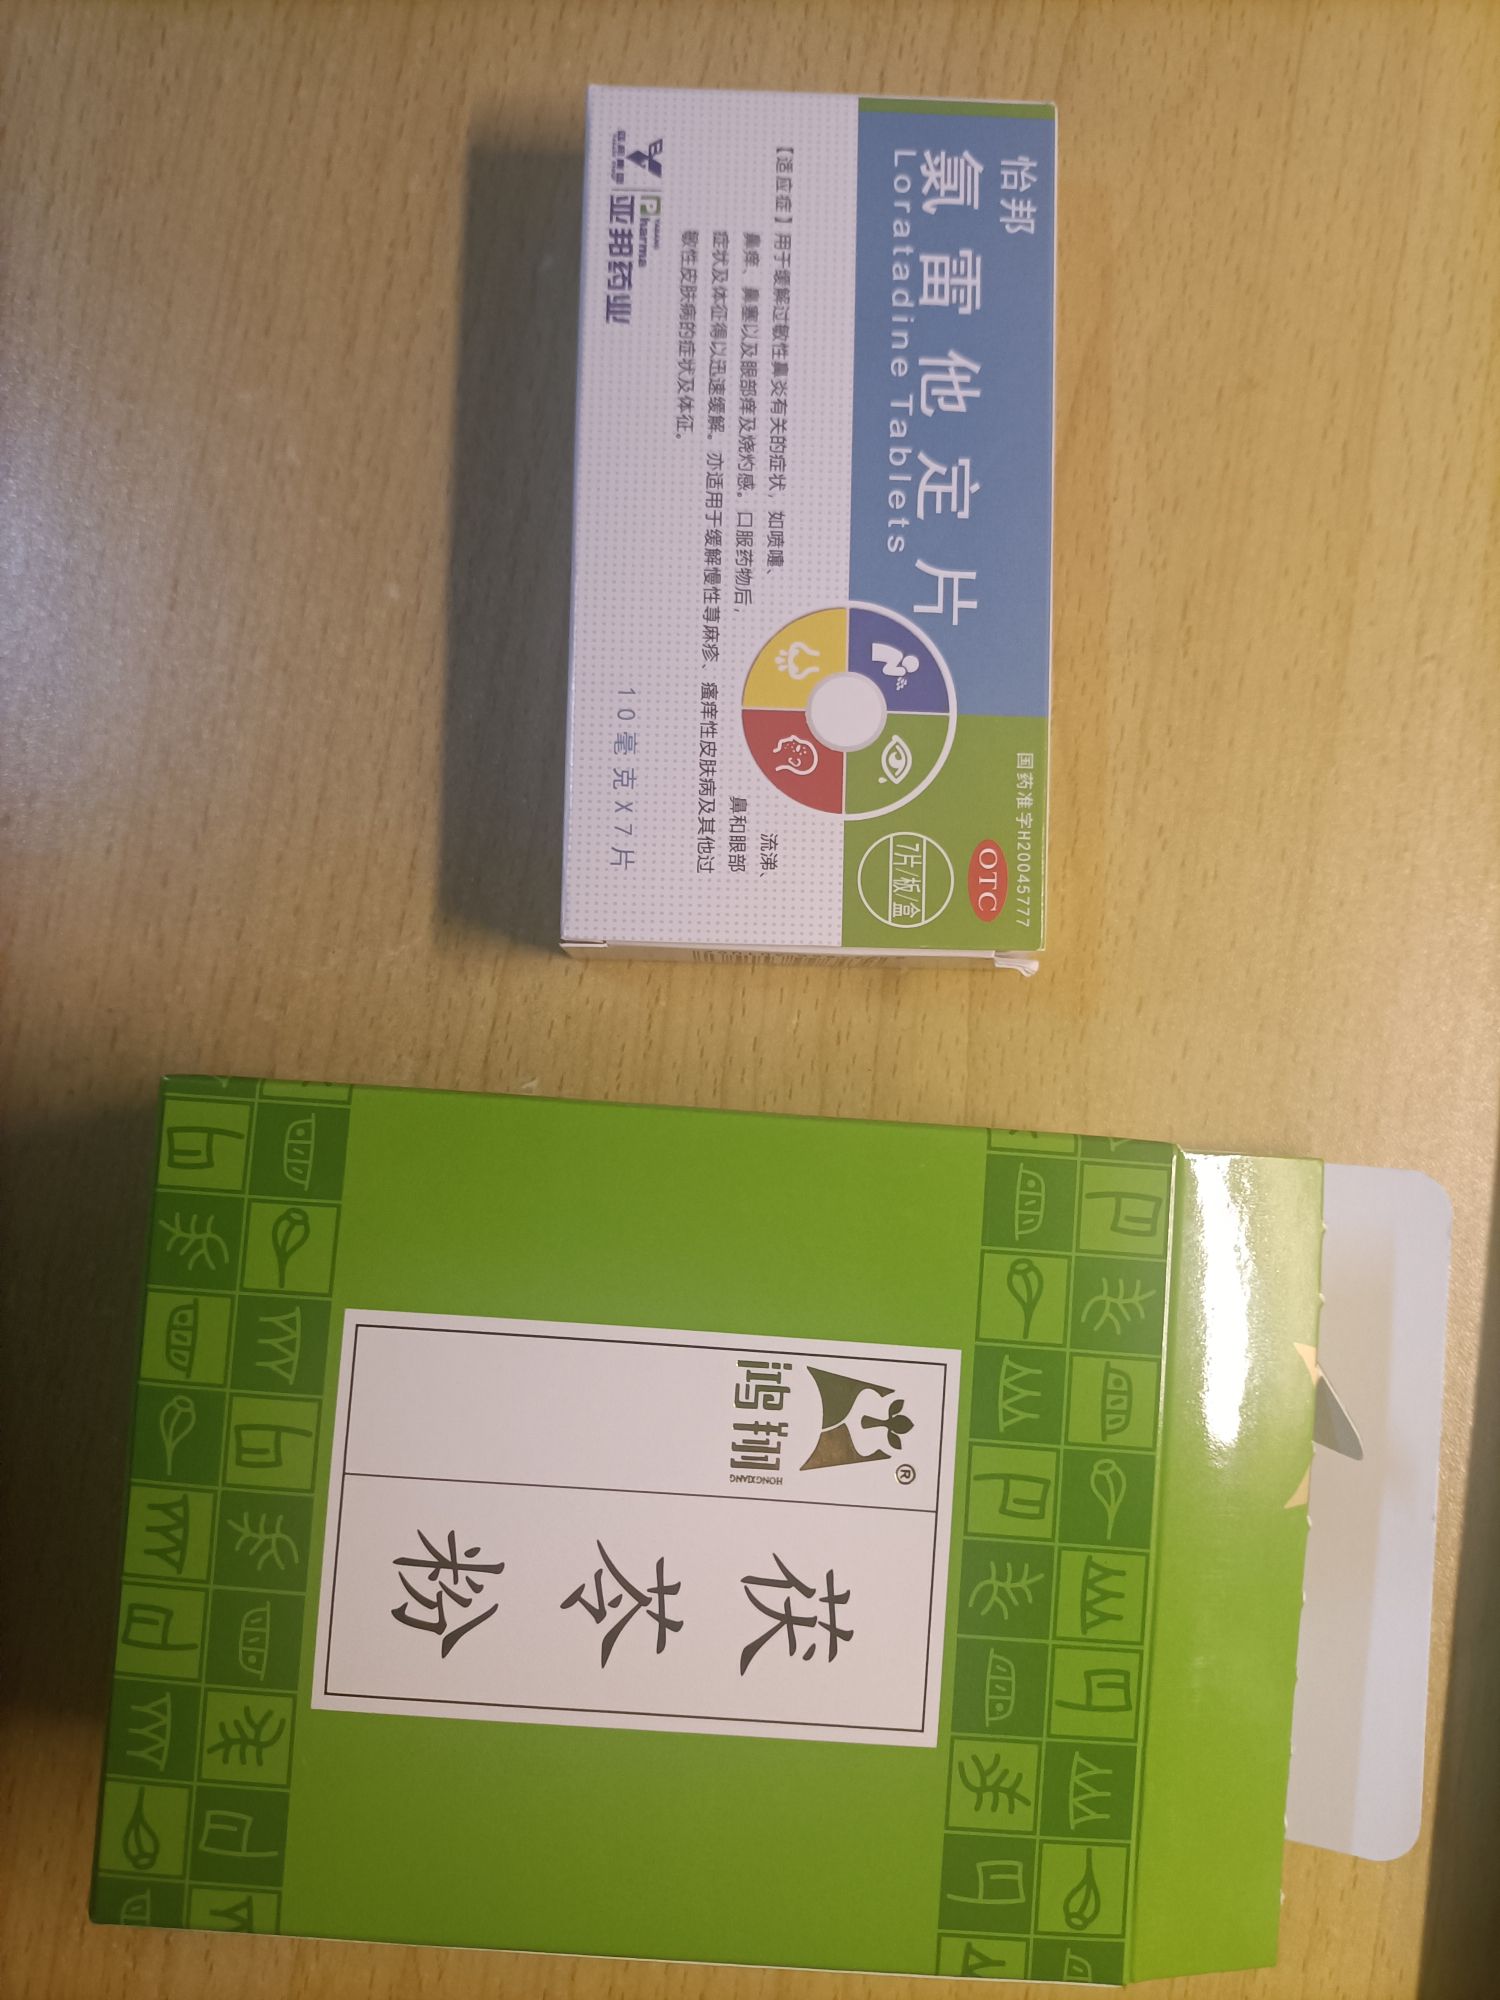 怡邦
氯雷他定片
Loratadine Tablets
国药准字H20045777
OTC
7片/板/盒
【适应症】用于缓解过敏性鼻炎有关的症状，如喷嚏、流涕、
鼻痒、鼻塞以及眼部痒及烧灼感。口服药物后，鼻和眼部
症状及体征得以迅速缓解。亦适用于缓解慢性荨麻疹、瘙痒性皮肤病及其他过
敏性皮肤病的症状及体征。
YABANG
Pharma
亚邦药业
10毫克X7片
®
鸿翔
HONGXIANG
茯苓粉